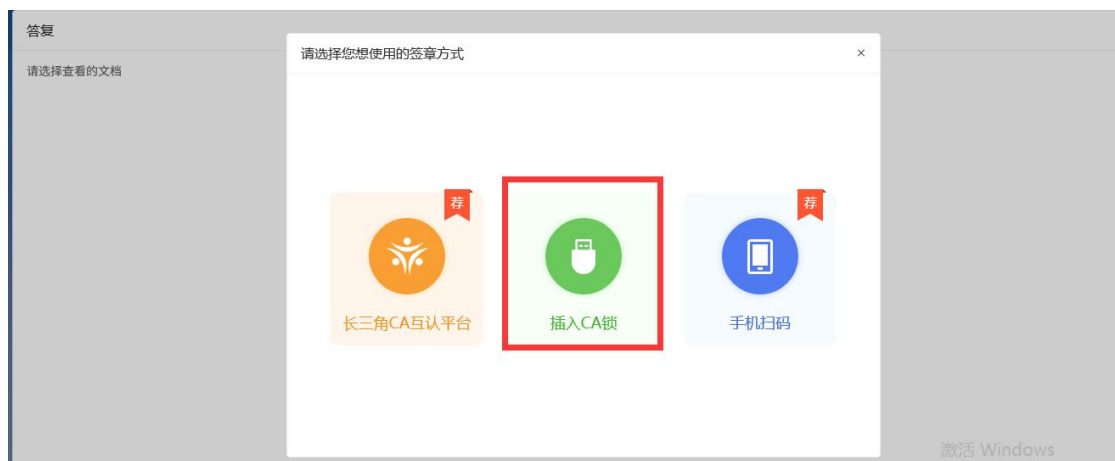 答复
请选择您想使用的签章方式
×
请选择查看的文档
荐
荐
长三角CA互认平台
插入CA锁
手机扫码
激活 Windows